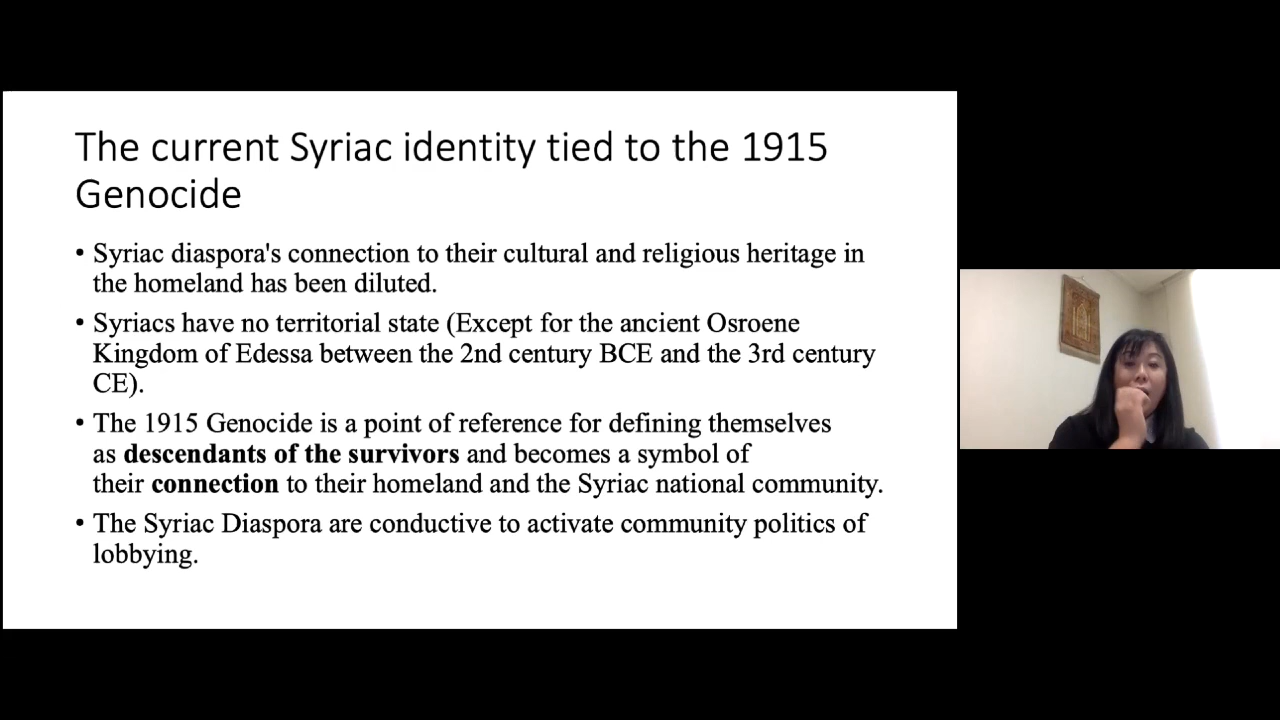 The current Syriac identity tied to the 1915
Genocide
• Syriac diaspora's connection to their cultural and religious heritage in
the homeland has been diluted.
• Syriacs have no territorial state (Except for the ancient Osroene
Kingdom of Edessa between the 2nd century BCE and the 3rd century
CE).
• The 1915 Genocide is a point of reference for defining themselves
as descendants of the survivors and becomes a symbol of
their connection to their homeland and the Syriac national community.
• The Syriac Diaspora are conductive to activate community politics of
lobbying.